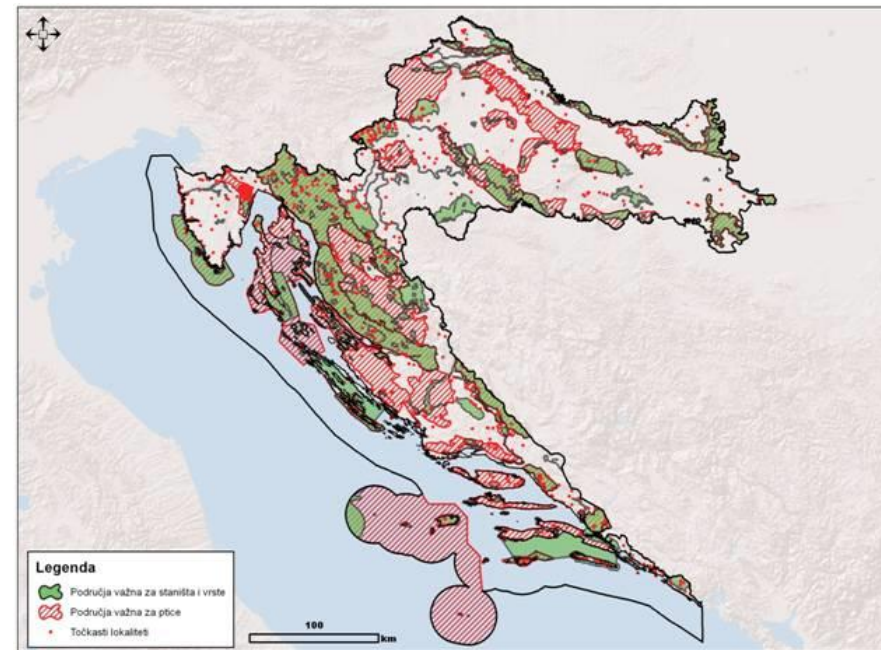 Legenda
Područja važna za staništa i vrste
Područja važna za ptice
Točkasti lokaliteti
100
km